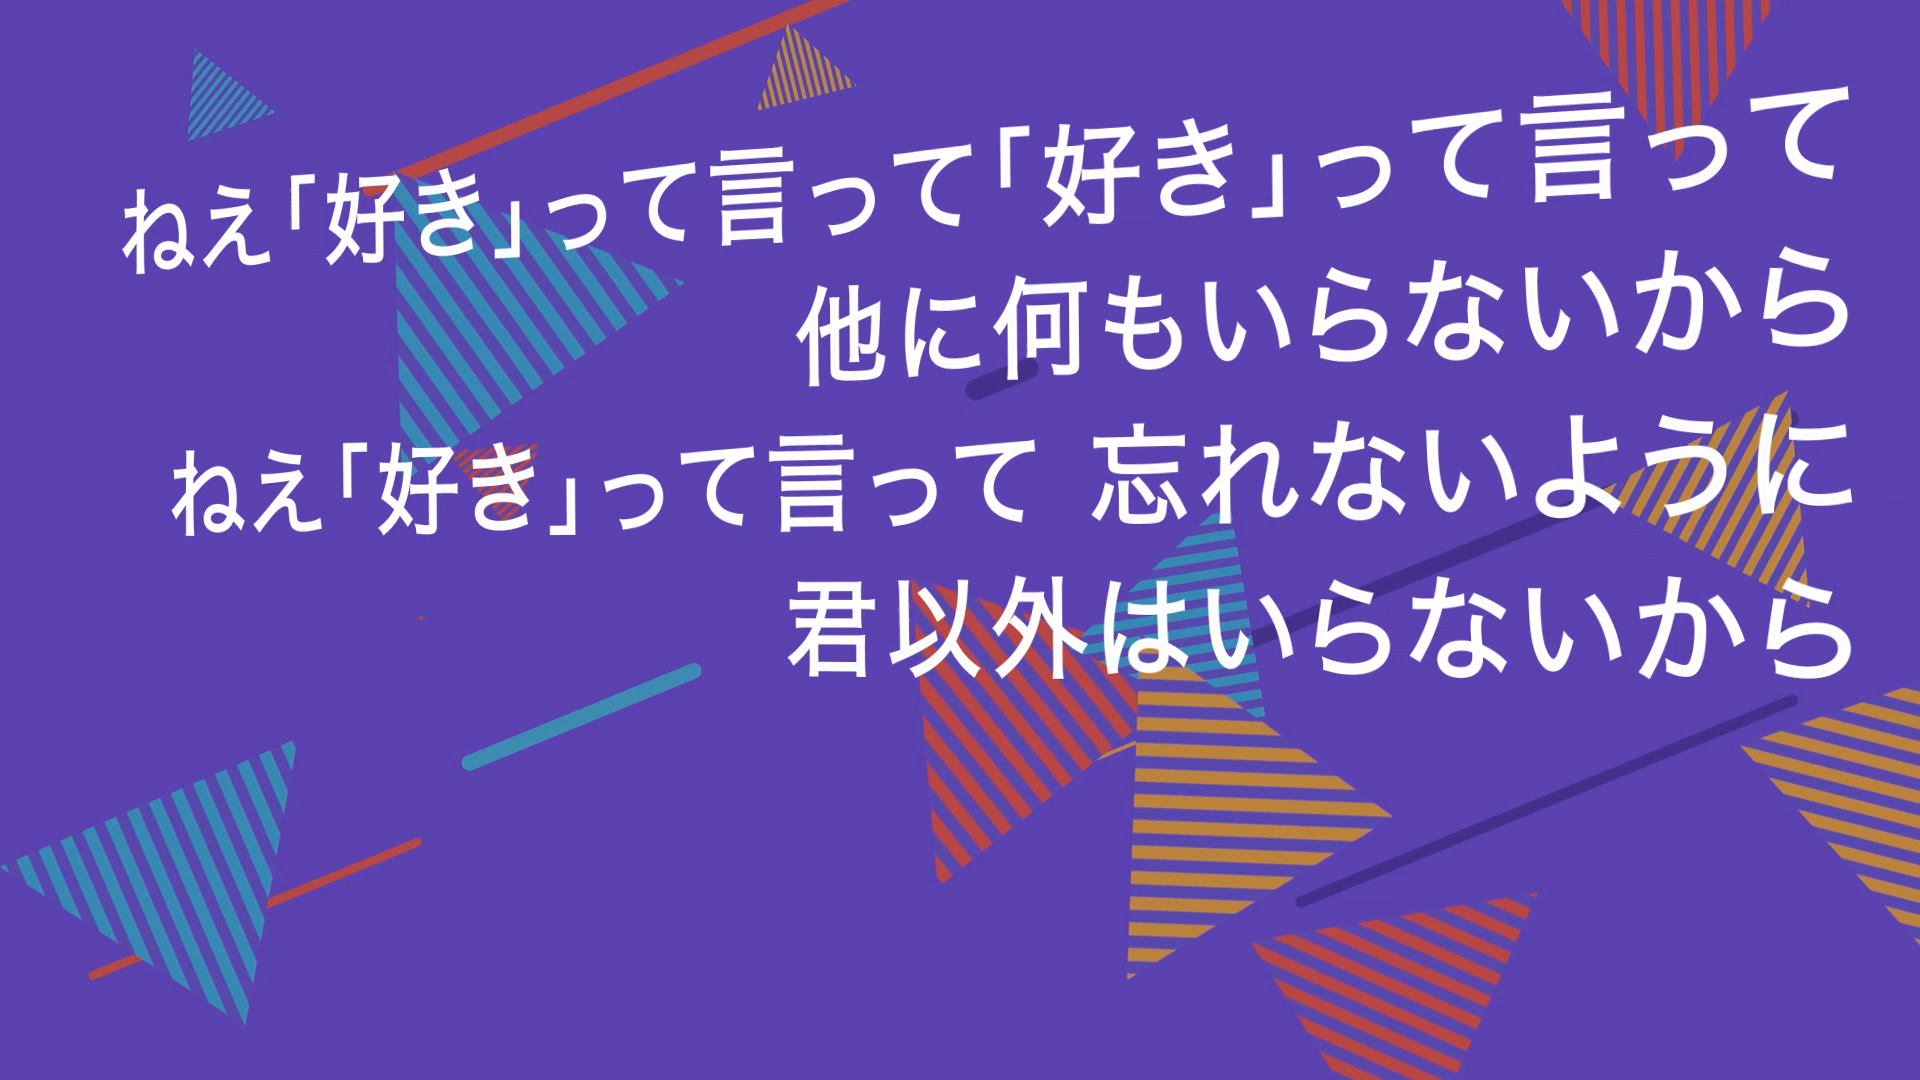 ねえ「好き」って言って「好き」って言って
他に何もいらないから
ねえ「好き」って言って 忘れないように
君以外はいらないから